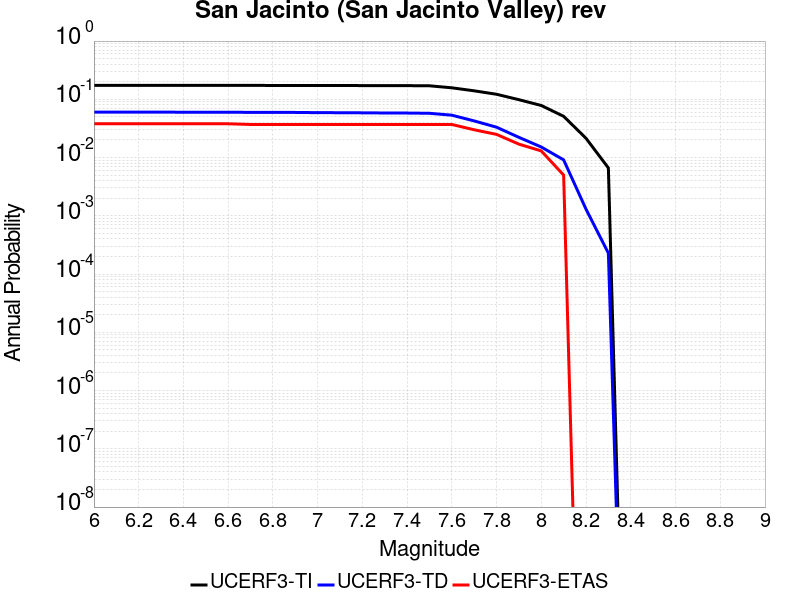 San Jacinto (San Jacinto Valley) rev
10^0
10^-1
10^-2
10^-3
10^-4
10^-5
10^-6
10^-7
10^-8
Annual Probability
6 6.2 6.4 6.6 6.8 7 7.2 7.4 7.6 7.8 8 8.2 8.4 8.6 8.8 9
Magnitude
UCERF3-TI UCERF3-TD UCERF3-ETAS